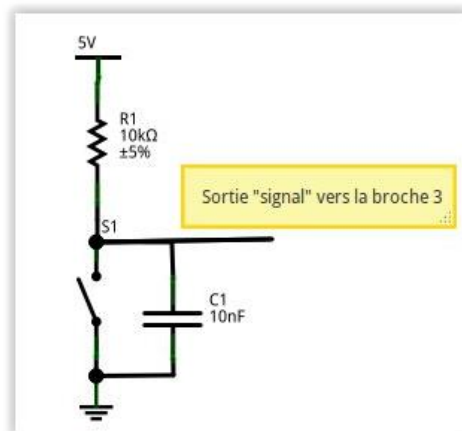 5V
R1
10kΩ
±5%
Sortie "signal" vers la broche 3
S1
C1
10nF